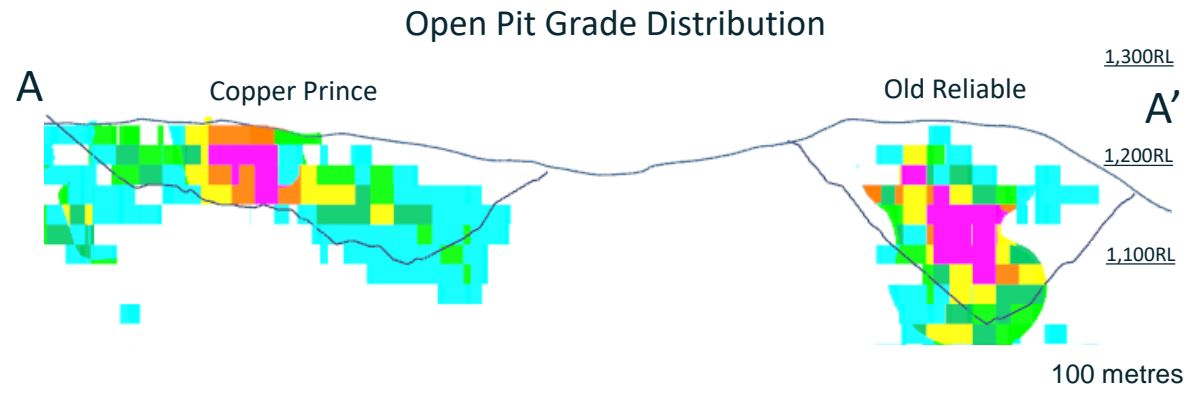 Open Pit Grade Distribution
1,300RL
A
Copper Prince
Old Reliable
A’
1,200RL
1,100RL
100 metres